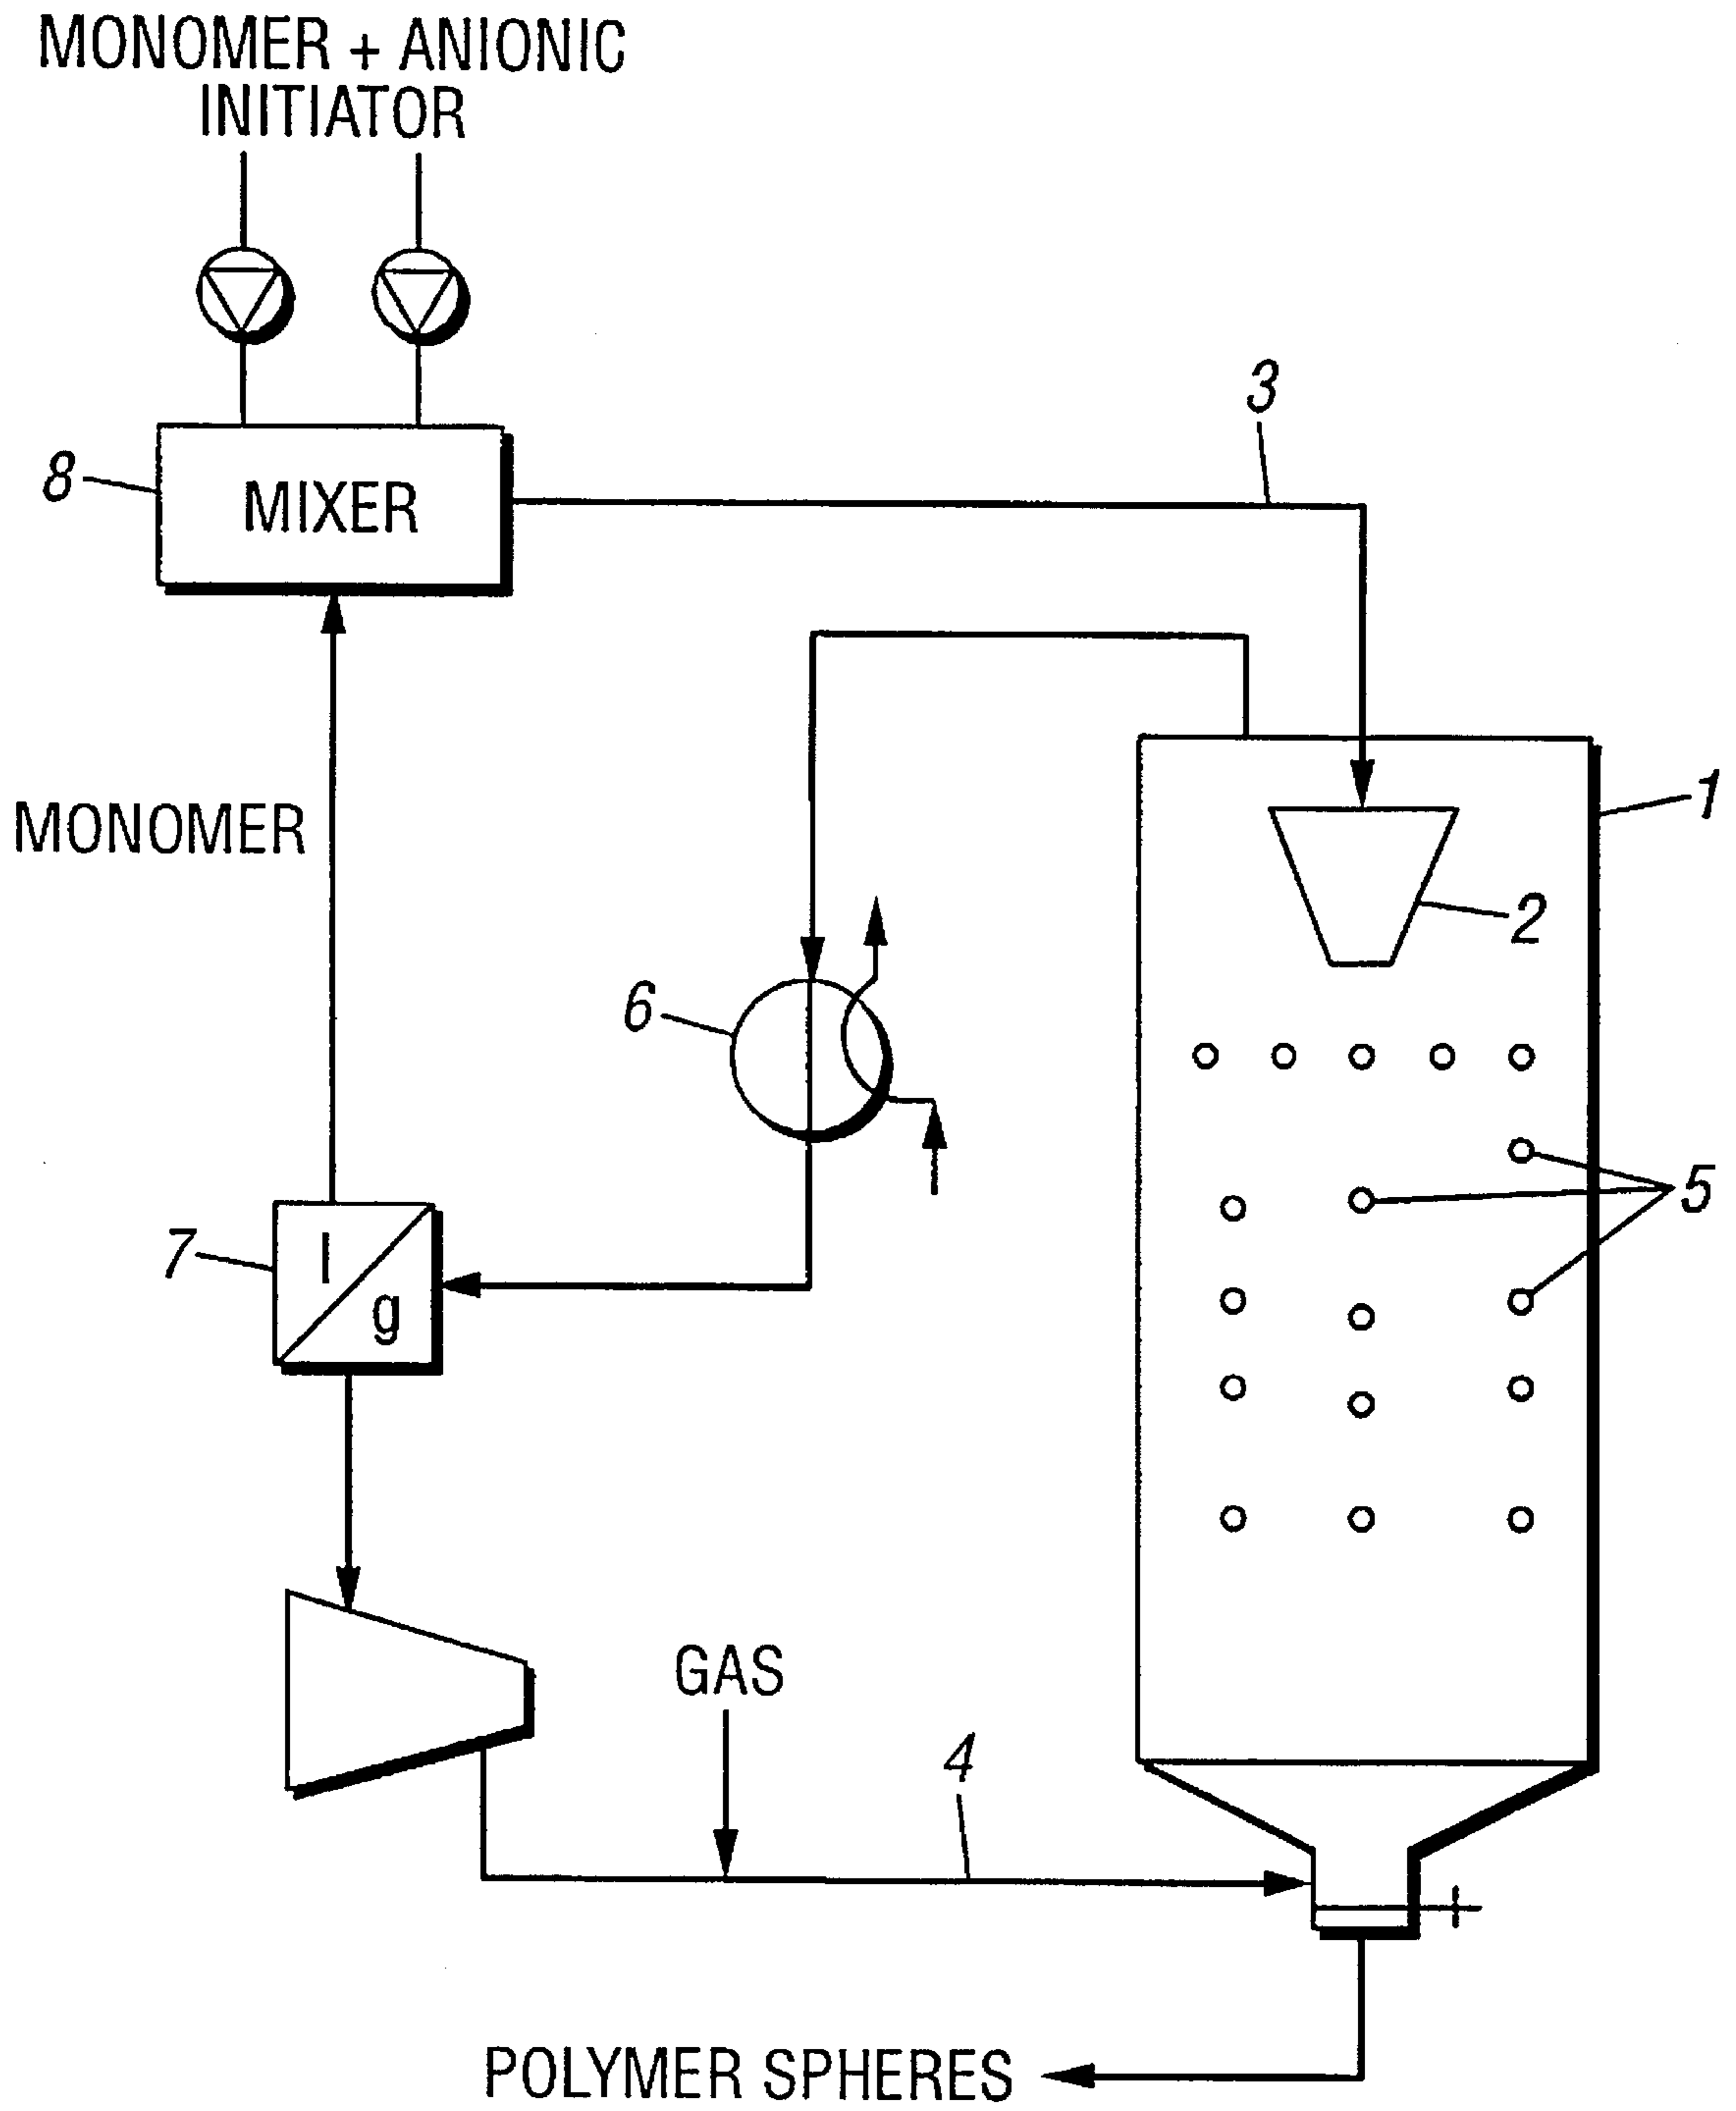 MONOMER + ANIONIC
INITIATOR
3
8
MIXER
1
MONOMER
2
6
5
7
l
g
GAS
4
POLYMER SPHERES